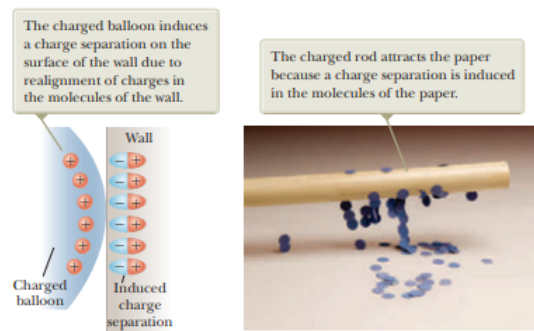 The charged balloon induces
a charge separation on the
surface of the wall due to
realignment of charges in
the molecules of the wall.
The charged rod attracts the paper
because a charge separation is induced
in the molecules of the paper.
Wall
+ − +
+ − +
+ − +
+ − +
+ − +
+ − +
Charged
balloon
Induced
charge
separation